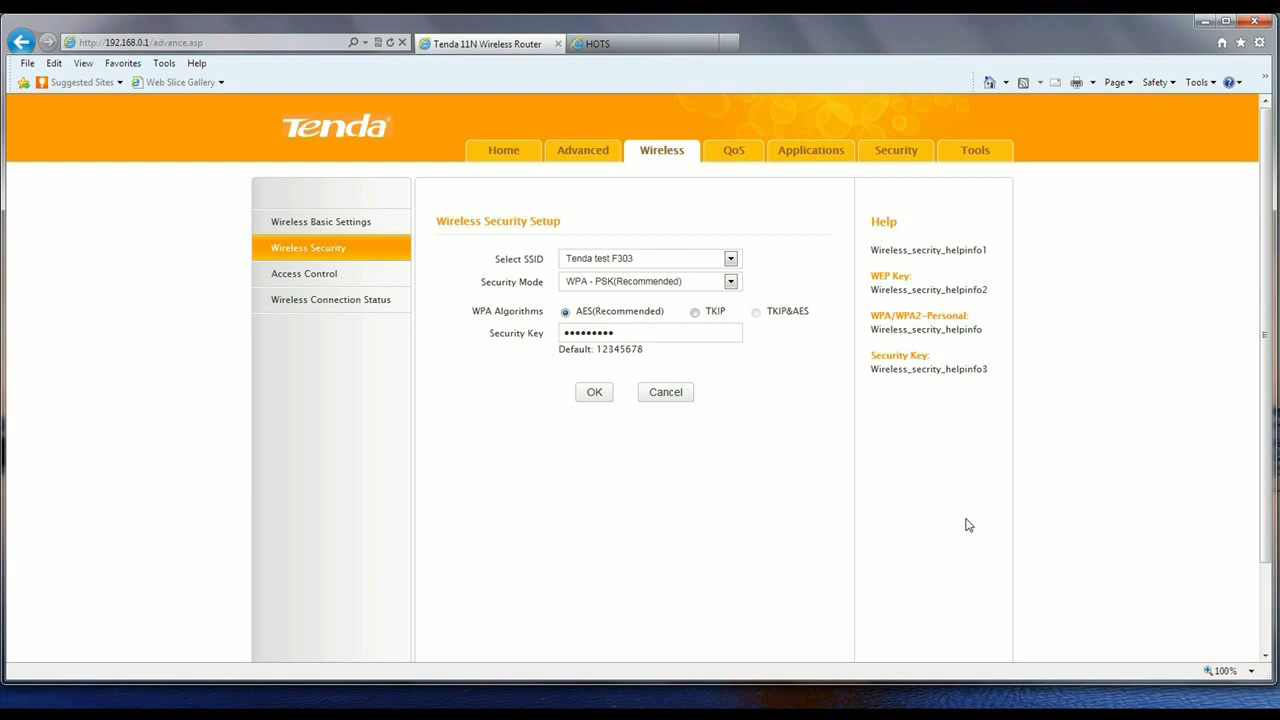 http://192.168.0.1/advance.asp
Tenda 11N Wireless Router
HOTS
File Edit View Favorites Tools Help
Suggested Sites Web Slice Gallery Page Safety Tools
Tenda
Home Advanced Wireless QoS Applications Security Tools
Wireless Basic Settings
Wireless Security
Access Control
Wireless Connection Status
Wireless Security Setup
Select SSID Tenda test F303
Security Mode WPA - PSK(Recommended)
WPA Algorithms AES(Recommended) TKIP TKIP&AES
Security Key •••••••••
Default: 12345678
OK Cancel
Help
Wireless_secrity_helpinfo1
WEP Key:
Wireless_secrity_helpinfo2
WPA/WPA2-Personal:
Wireless_secrity_helpinfo
Security Key:
Wireless_secrity_helpinfo3
100%